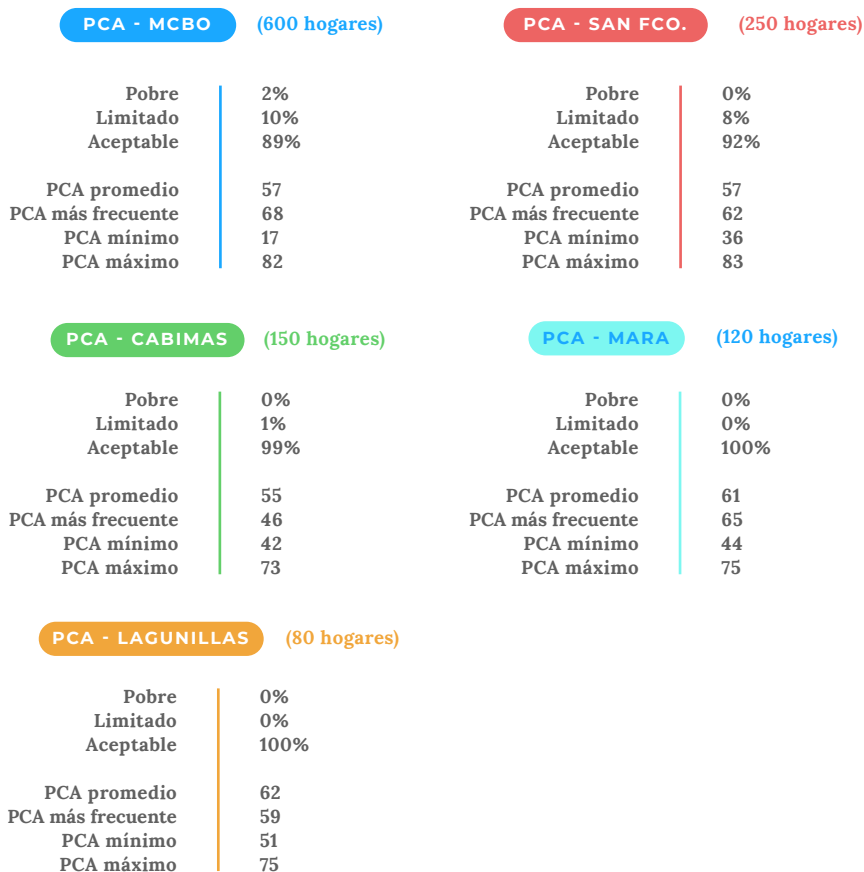 PCA - MCBO (600 hogares)
Pobre 2%
Limitado 10%
Aceptable 89%
PCA promedio 57
PCA más frecuente 68
PCA mínimo 17
PCA máximo 82
PCA - SAN FCO. (250 hogares)
Pobre 0%
Limitado 8%
Aceptable 92%
PCA promedio 57
PCA más frecuente 62
PCA mínimo 36
PCA máximo 83
PCA - CABIMAS (150 hogares)
Pobre 0%
Limitado 1%
Aceptable 99%
PCA promedio 55
PCA más frecuente 46
PCA mínimo 42
PCA máximo 73
PCA - MARA (120 hogares)
Pobre 0%
Limitado 0%
Aceptable 100%
PCA promedio 61
PCA más frecuente 65
PCA mínimo 44
PCA máximo 75
PCA - LAGUNILLAS (80 hogares)
Pobre 0%
Limitado 0%
Aceptable 100%
PCA promedio 62
PCA más frecuente 59
PCA mínimo 51
PCA máximo 75